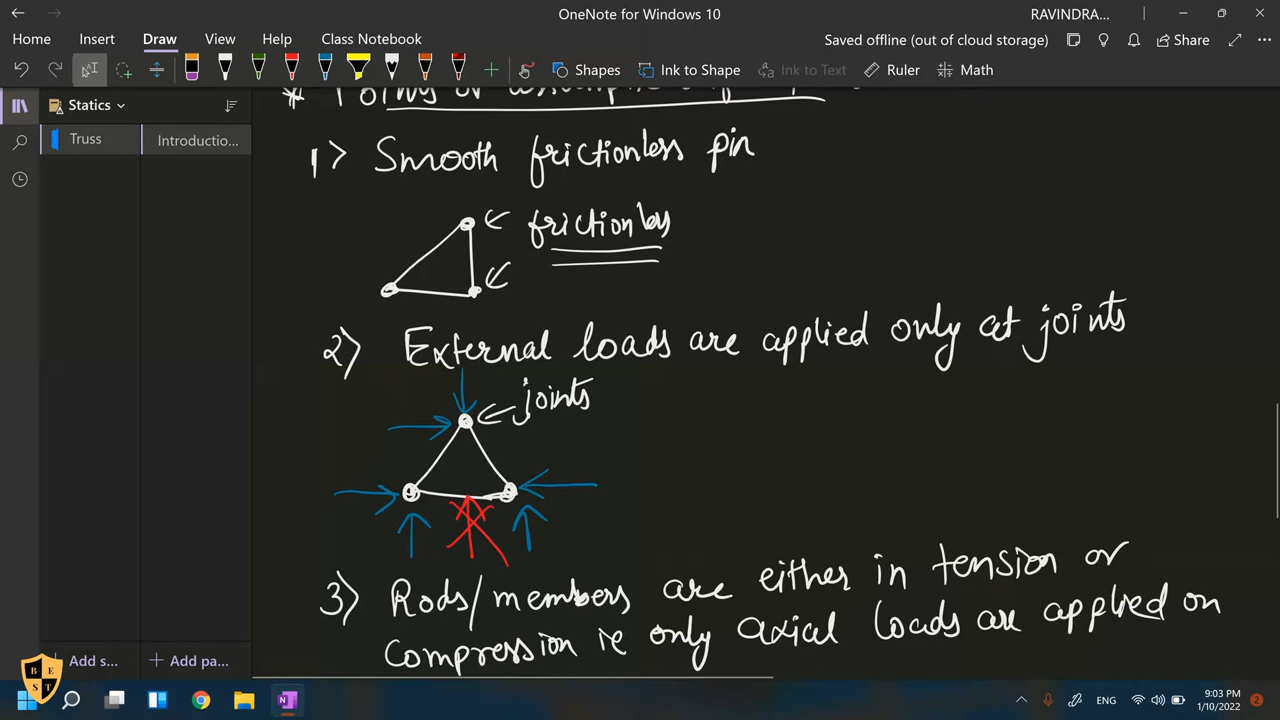 OneNote for Windows 10
RAVINDRA...
Home Insert Draw View Help Class Notebook
Saved offline (out of cloud storage) Share
Shapes Ink to Shape Ink to Text Ruler Math
Statics
Truss
Introductio...
1) Smooth frictionless pin
frictionless
2) External loads are applied only at joints
joints
3) Rods/members are either in tension or
compression ie only axial loads are applied on
Add s...
Add pa...
BEST
ENG
9:03 PM
1/10/2022
2